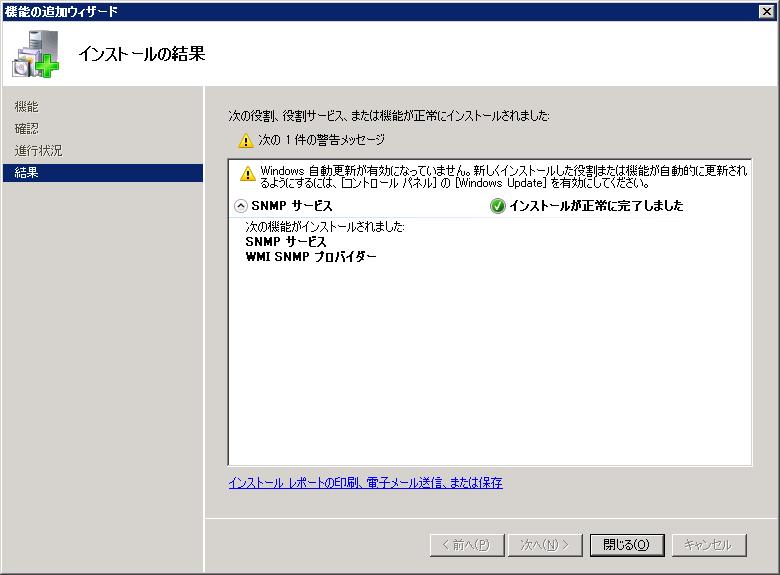 機能の追加ウィザード
インストールの結果
機能
確認
進行状況
結果
次の役割、役割サービス、または機能が正常にインストールされました:
次の 1 件の警告メッセージ
Windows 自動更新が有効になっていません。新しくインストールした役割または機能が自動的に更新され
るようにするには、[コントロール パネル] の [Windows Update] を有効にしてください。
SNMP サービス インストールが正常に完了しました
次の機能がインストールされました:
SNMP サービス
WMI SNMP プロバイダー
インストール レポートの印刷、電子メール送信、または保存
< 前へ(P) 次へ(N) > 閉じる(O) キャンセル